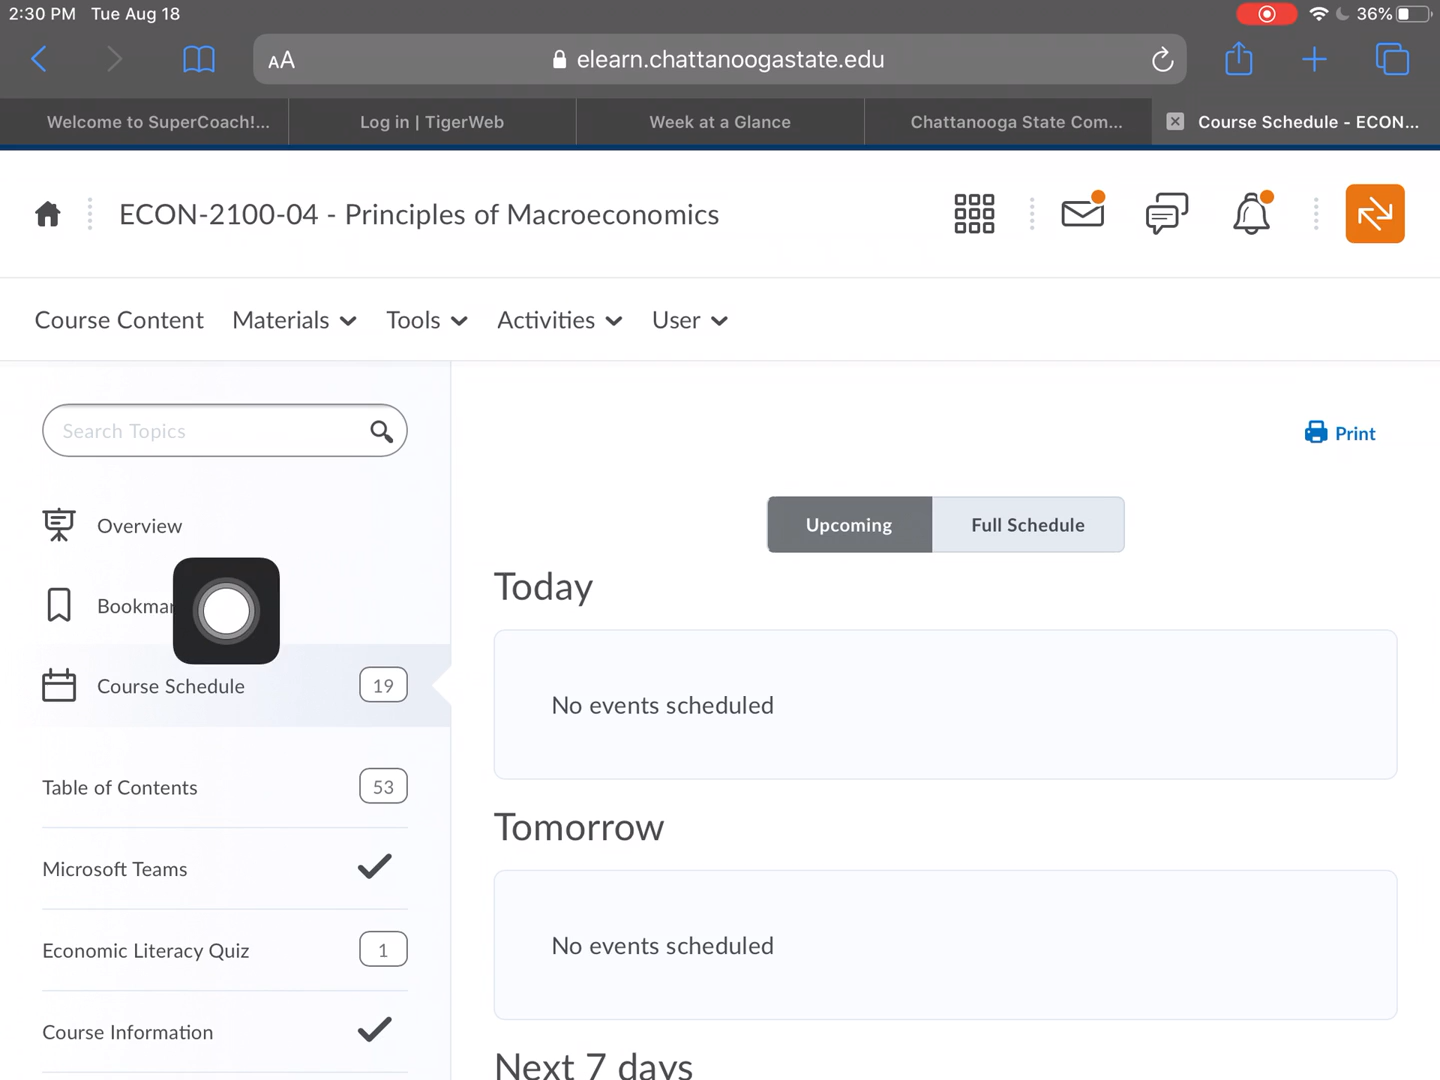 2:30 PM Tue Aug 18
36%
AA
elearn.chattanoogastate.edu
Welcome to SuperCoach!...
Log in | TigerWeb
Week at a Glance
Chattanooga State Com...
Course Schedule - ECON...
ECON-2100-04 - Principles of Macroeconomics
Course Content
Materials
Tools
Activities
User
Search Topics
Print
Overview
Upcoming
Full Schedule
Today
Course Schedule
19
No events scheduled
Table of Contents
53
Tomorrow
Microsoft Teams
Economic Literacy Quiz
1
No events scheduled
Course Information
Next 7 days